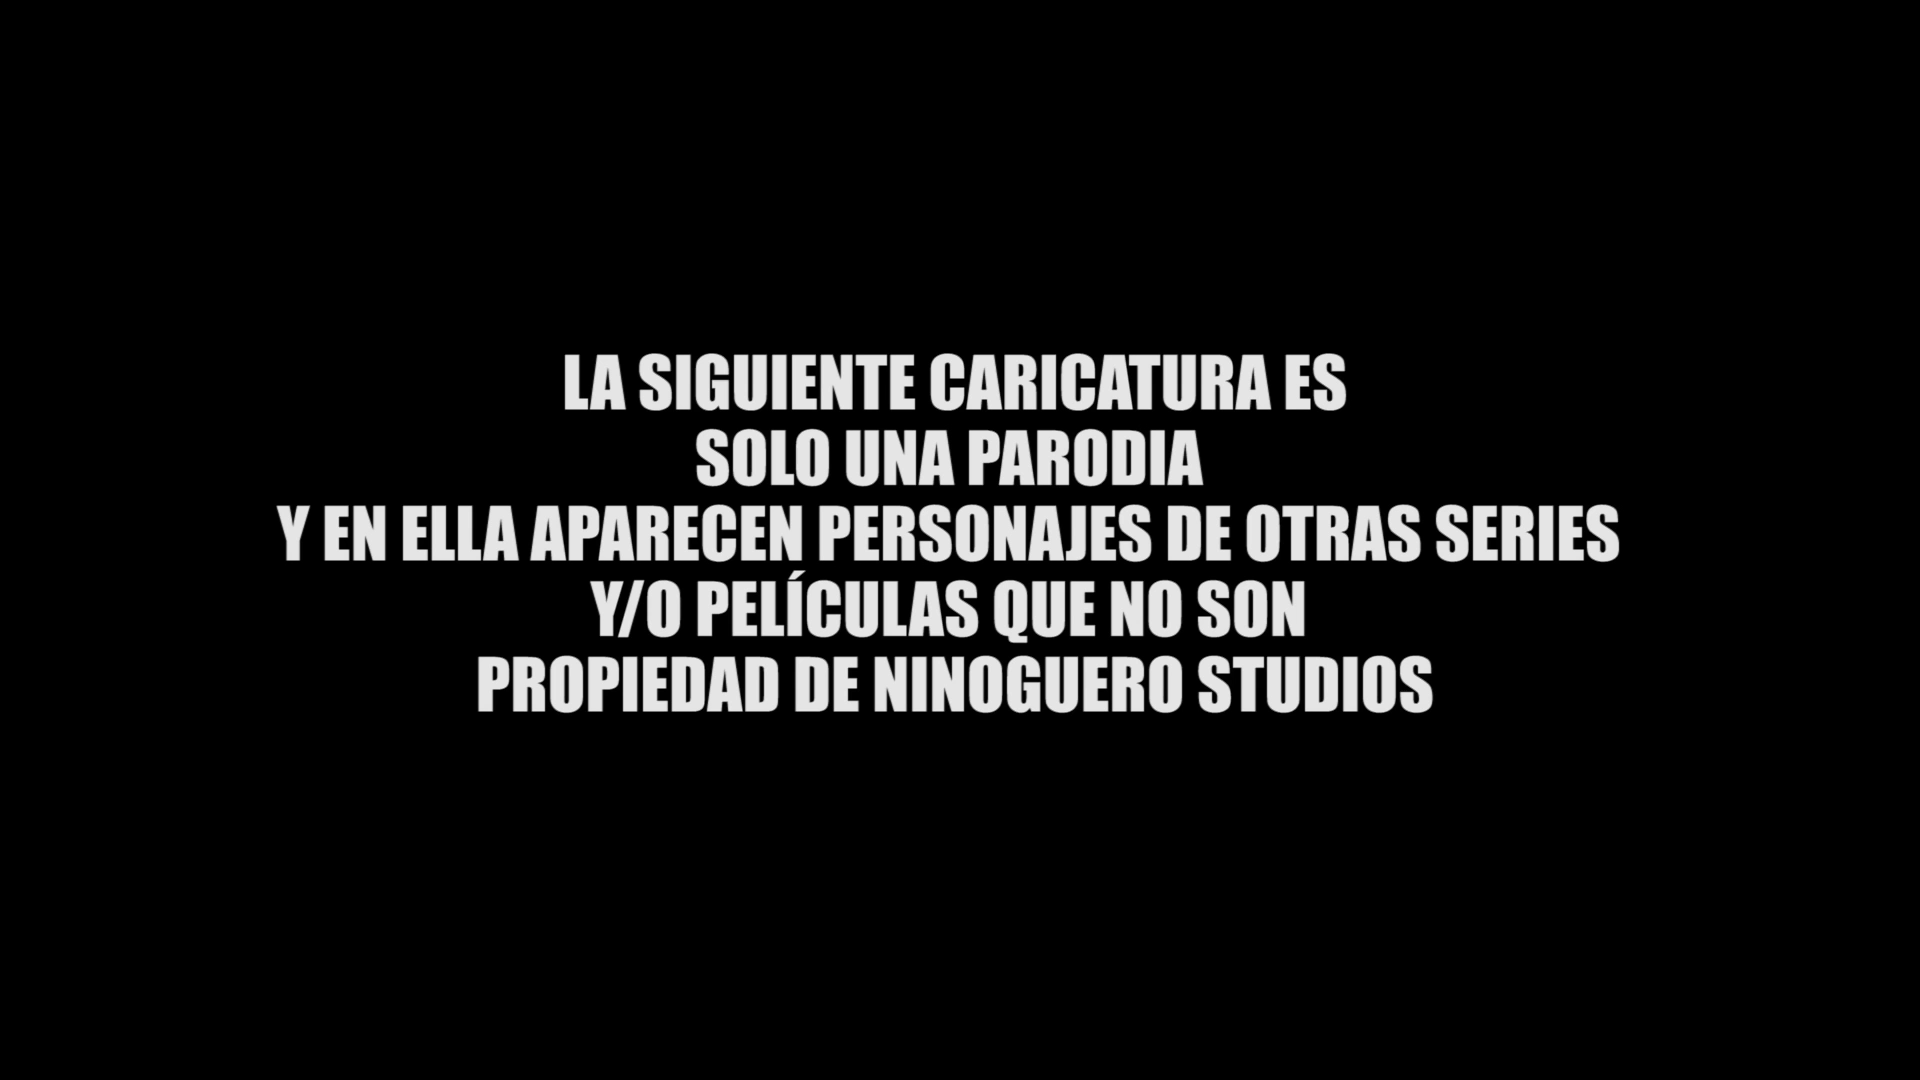 LA SIGUIENTE CARICATURA ES
SOLO UNA PARODIA
Y EN ELLA APARECEN PERSONAJES DE OTRAS SERIES
Y/O PELÍCULAS QUE NO SON
PROPIEDAD DE NINOGUERO STUDIOS